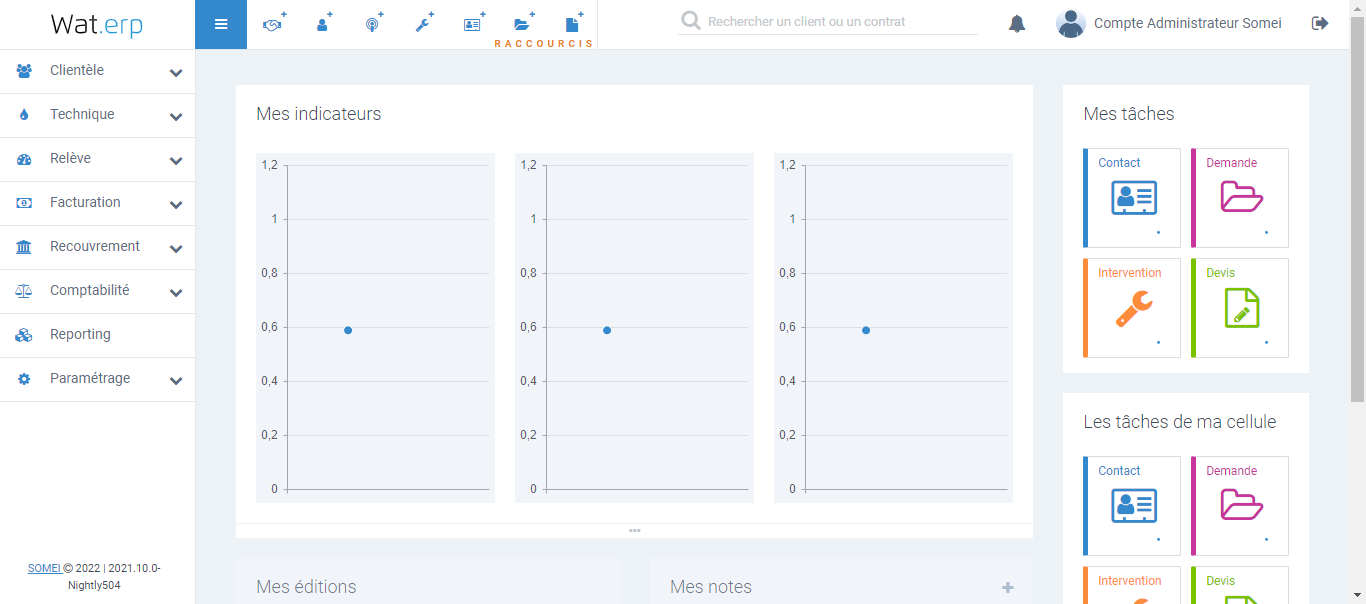 Wat.erp
RACCOURCIS
Rechercher un client ou un contrat
Compte Administrateur Somei
Clientèle
Technique
Relève
Facturation
Recouvrement
Comptabilité
Reporting
Paramétrage
SOMEI © 2022 | 2021.10.0-
Nightly504
Mes indicateurs
1,2
1
0,8
0,6
0,4
0,2
0
1,2
1
0,8
0,6
0,4
0,2
0
1,2
1
0,8
0,6
0,4
0,2
0
Mes éditions
Mes notes
Mes tâches
Contact
Demande
Intervention
Devis
Les tâches de ma cellule
Contact
Demande
Intervention
Devis